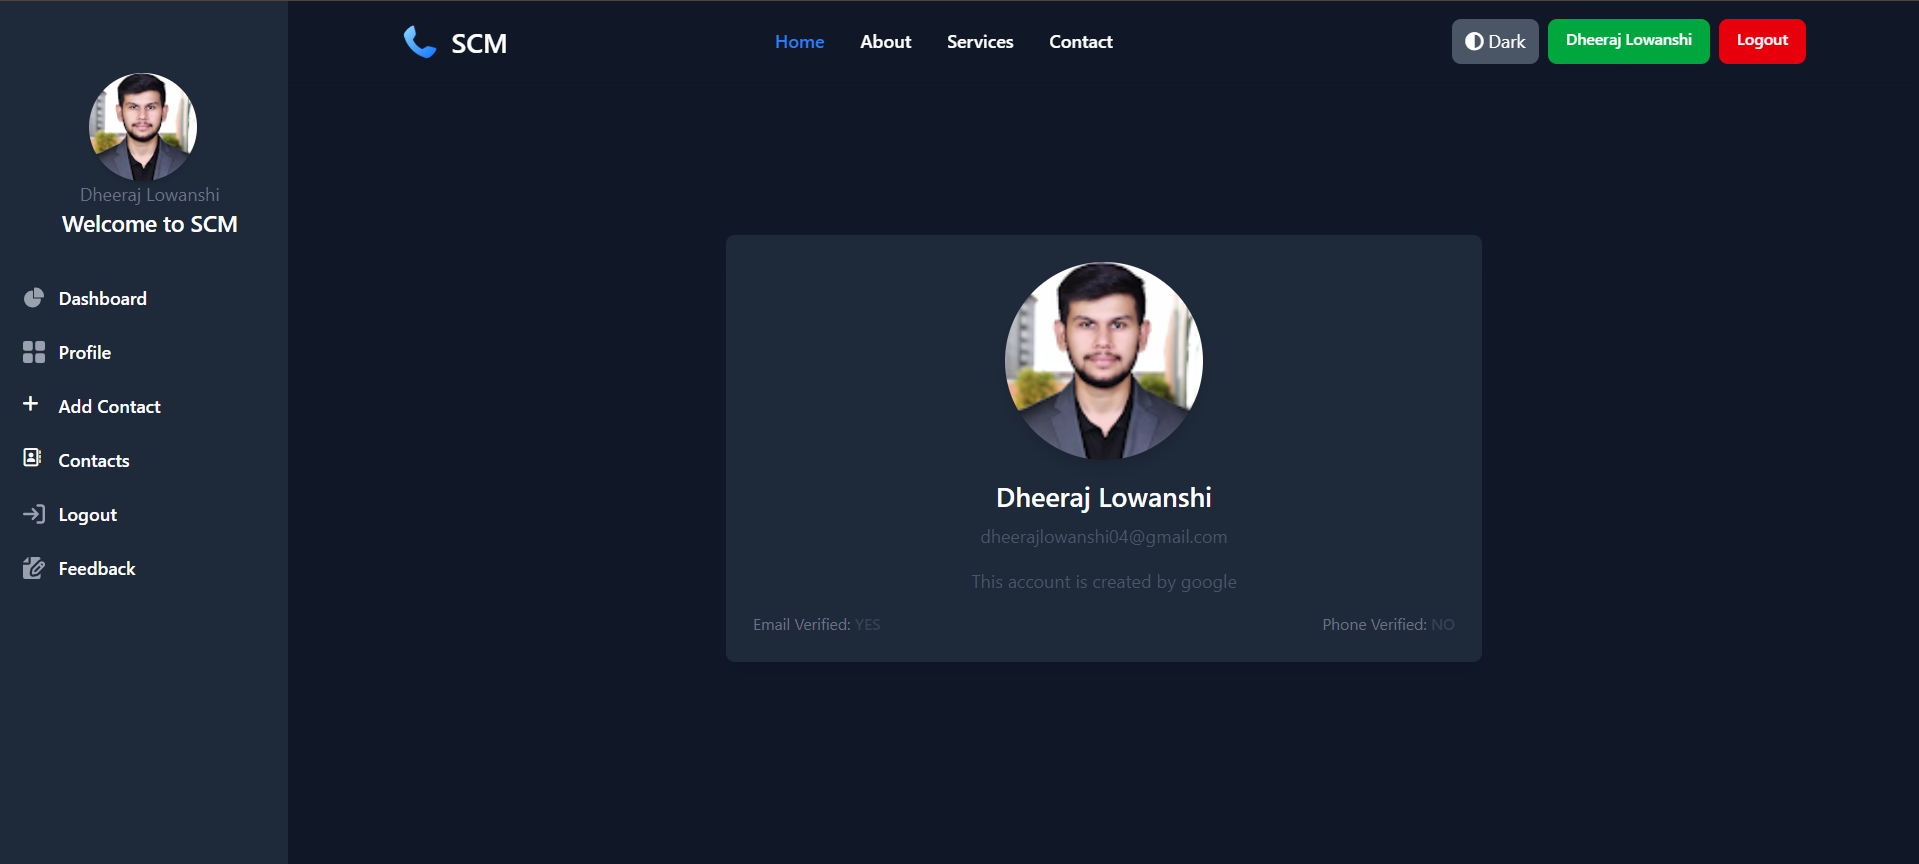 SCM
Home About Services Contact
Dark
Dheeraj Lowanshi
Logout
Dheeraj Lowanshi
Welcome to SCM
Dashboard
Profile
Add Contact
Contacts
Logout
Feedback
Dheeraj Lowanshi
dheerajlowanshi04@gmail.com
This account is created by google
Email Verified: YES
Phone Verified: NO